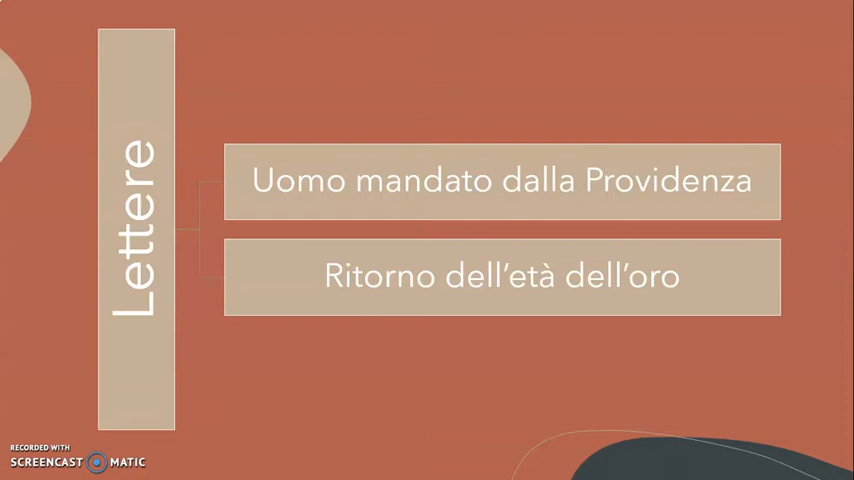 Lettere
Uomo mandato dalla Providenza
Ritorno dell'età dell'oro
RECORDED WITH
SCREENCAST MATIC